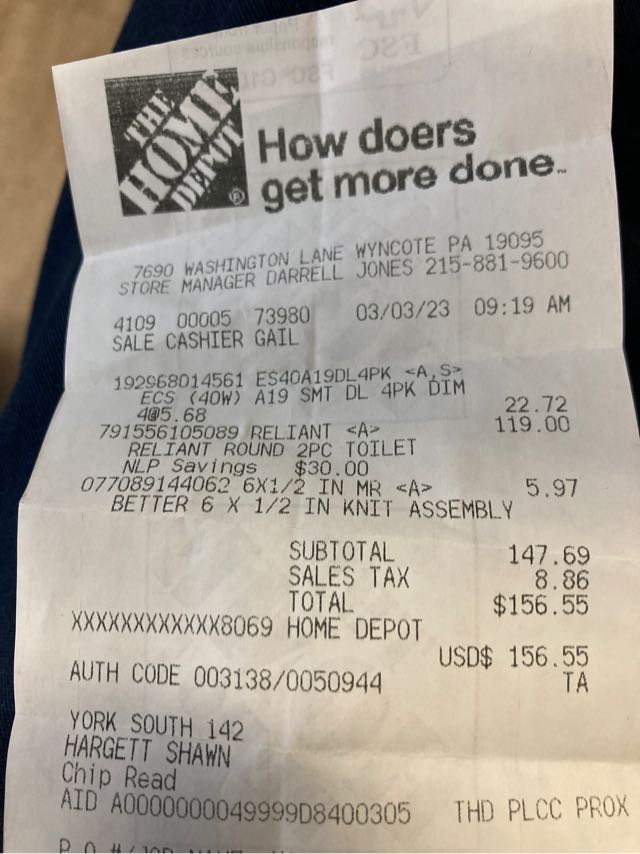 THE
HOME
DEPOT®
How doers
get more done™
7690 WASHINGTON LANE WYNCOTE PA 19095
STORE MANAGER DARRELL JONES 215-881-9600
4109 00005 73980 03/03/23 09:19 AM
SALE CASHIER GAIL
192968014561 ES40A19DL4PK <A,S>
ECS (40W) A19 SMT DL 4PK DIM
4@5.68 22.72
791556105089 RELIANT <A> 119.00
RELIANT ROUND 2PC TOILET
NLP Savings $30.00
077089144062 6X1/2 IN MR <A> 5.97
BETTER 6 X 1/2 IN KNIT ASSEMBLY
SUBTOTAL 147.69
SALES TAX 8.86
TOTAL $156.55
XXXXXXXXXXXX8069 HOME DEPOT
USD$ 156.55
AUTH CODE 003138/0050944 TA
YORK SOUTH 142
HARGETT SHAWN
Chip Read
AID A0000000049999D8400305 THD PLCC PROX